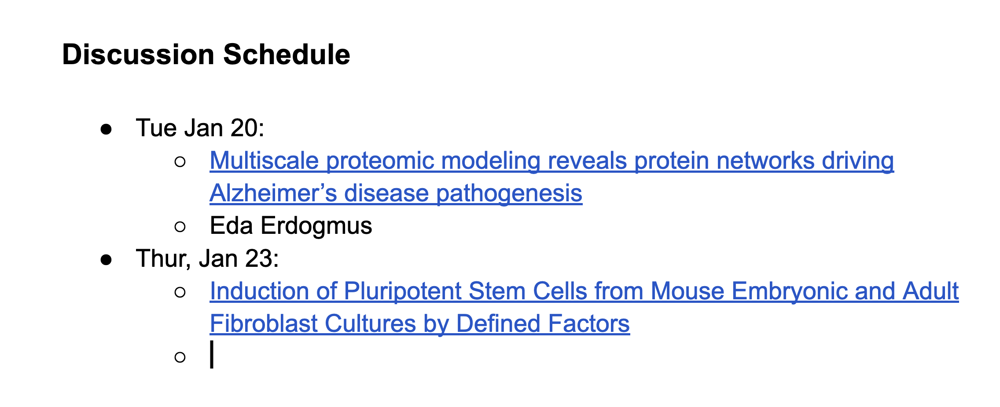 Discussion Schedule
● Tue Jan 20:
○ Multiscale proteomic modeling reveals protein networks driving
Alzheimer’s disease pathogenesis
○ Eda Erdogmus
● Thur, Jan 23:
○ Induction of Pluripotent Stem Cells from Mouse Embryonic and Adult
Fibroblast Cultures by Defined Factors
○